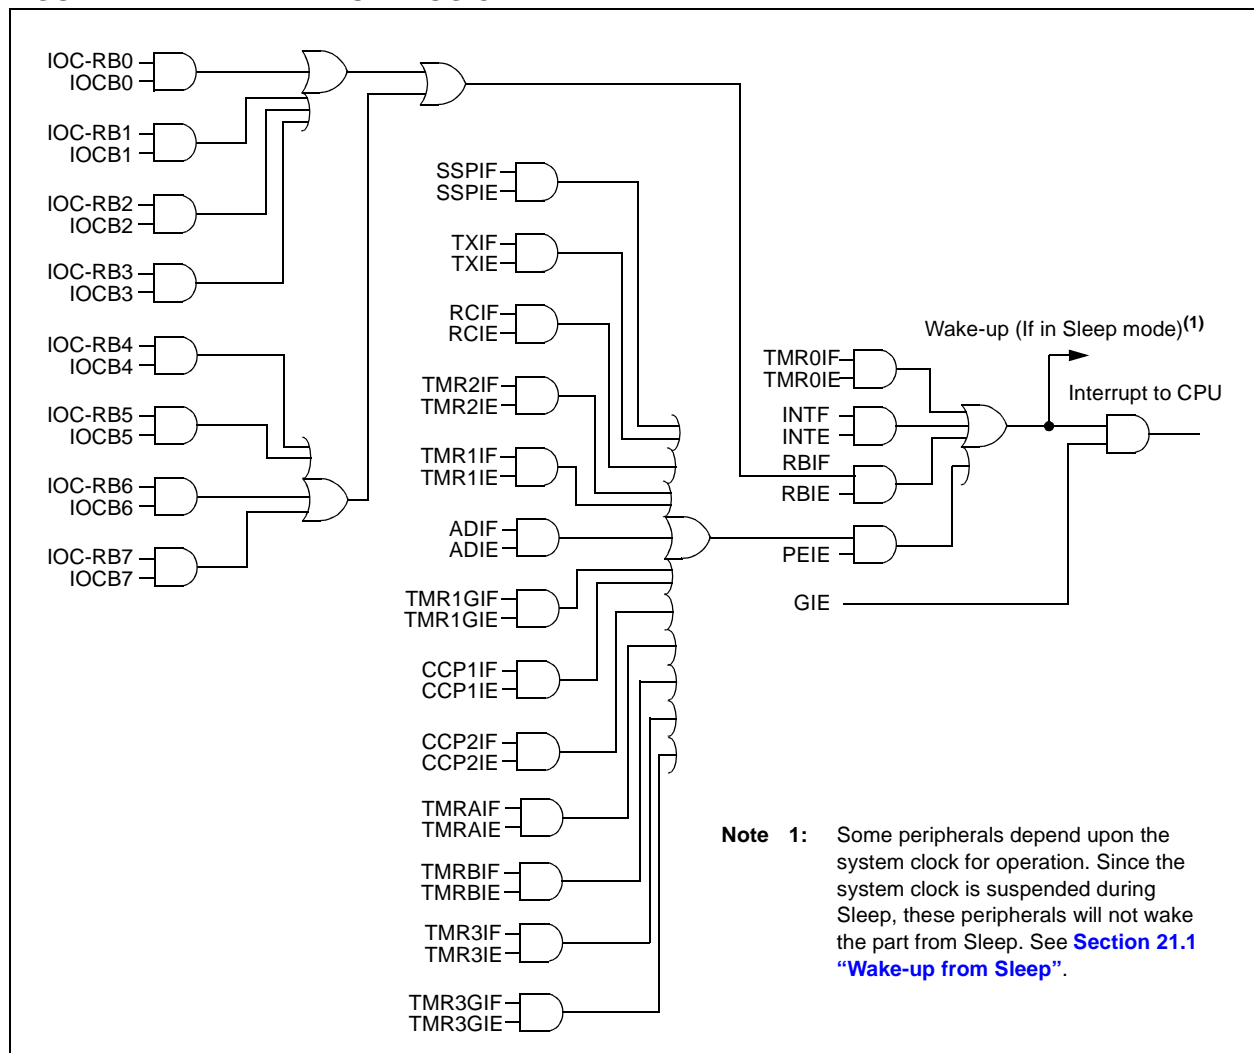 IOC-RB0
IOCB0
IOC-RB1
IOCB1
IOC-RB2
IOCB2
IOC-RB3
IOCB3
IOC-RB4
IOCB4
IOC-RB5
IOCB5
IOC-RB6
IOCB6
IOC-RB7
IOCB7
SSPIF
SSPIE
TXIF
TXIE
RCIF
RCIE
TMR2IF
TMR2IE
TMR1IF
TMR1IE
ADIF
ADIE
TMR1GIF
TMR1GIE
CCP1IF
CCP1IE
CCP2IF
CCP2IE
TMRAIF
TMRAIE
TMRBIF
TMRBIE
TMR3IF
TMR3IE
TMR3GIF
TMR3GIE
Wake-up (If in Sleep mode)(1)
TMR0IF
TMR0IE
Interrupt to CPU
INTF
INTE
RBIF
RBIE
PEIE
GIE
Note 1: Some peripherals depend upon the
system clock for operation. Since the
system clock is suspended during
Sleep, these peripherals will not wake
the part from Sleep. See Section 21.1
“Wake-up from Sleep”.